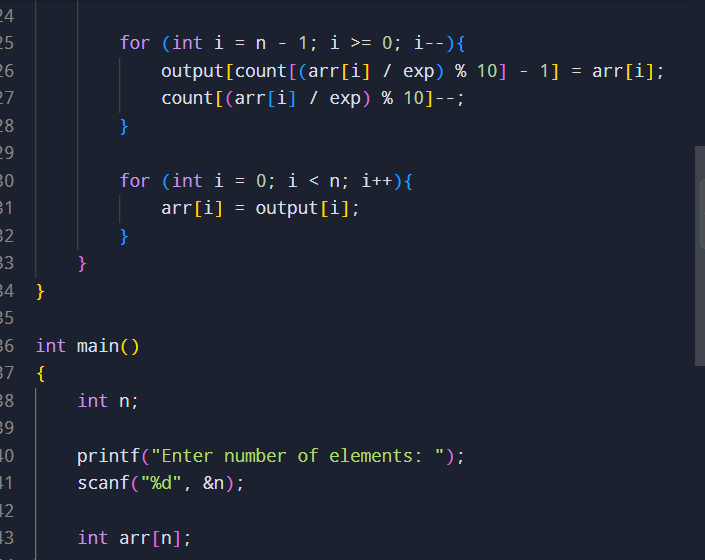 24
25 for (int i = n - 1; i >= 0; i--){
26 output[count[(arr[i] / exp) % 10] - 1] = arr[i];
27 count[(arr[i] / exp) % 10]--;
28 }
29
30 for (int i = 0; i < n; i++){
31 arr[i] = output[i];
32 }
33 }
34 }
35
36 int main()
37 {
38 int n;
39
40 printf("Enter number of elements: ");
41 scanf("%d", &n);
42
43 int arr[n];